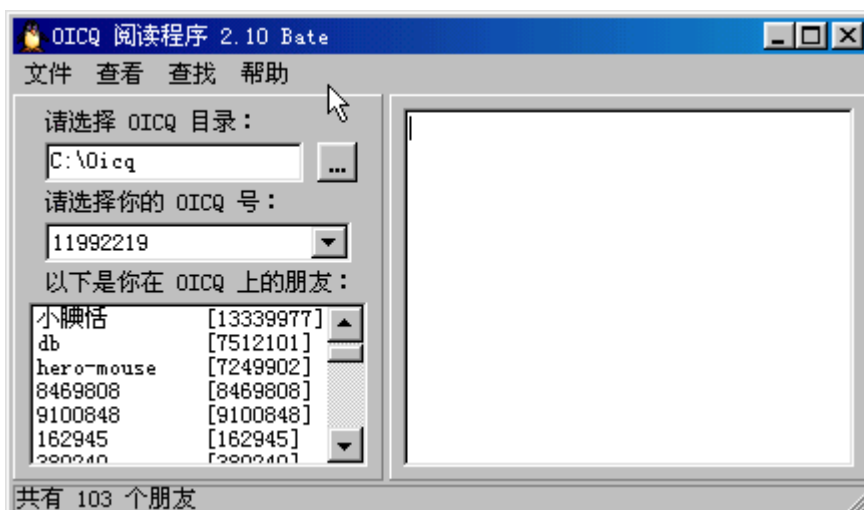 OICQ 阅读程序 2.10 Bate
文件 查看 查找 帮助
请选择 OICQ 目录：
C:\Oicq
...
请选择你的 OICQ 号：
11992219
以下是你在 OICQ 上的朋友：
小腆恬 [13339977]
db [7512101]
hero-mouse [7249902]
8469808 [8469808]
9100848 [9100848]
162945 [162945]
380240 [380240]
共有 103 个朋友